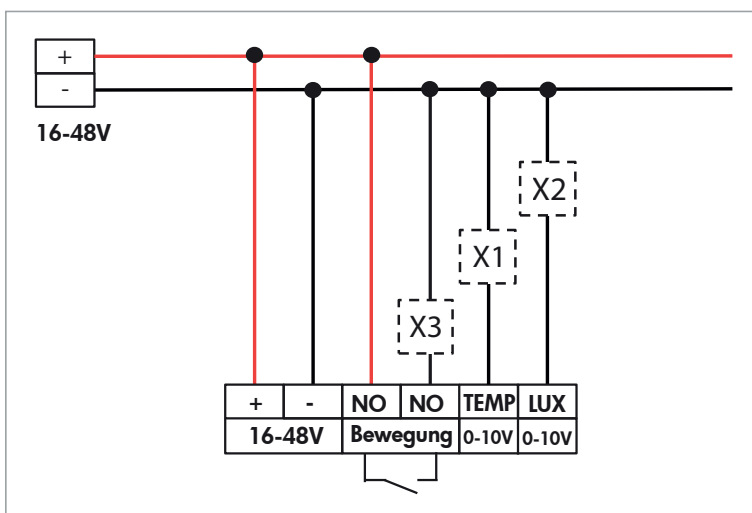 +
-
16-48V
X2
X1
X3
+ - NO NO TEMP LUX
16-48V Bewegung 0-10V 0-10V